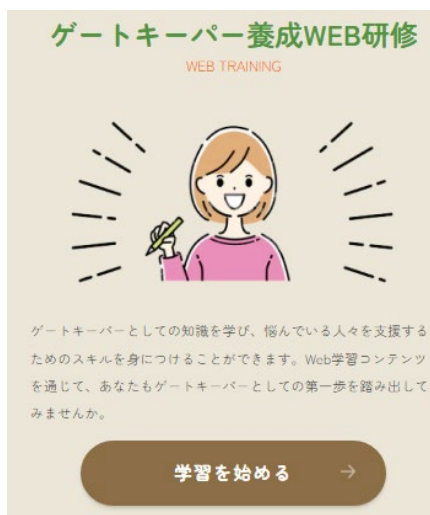 ゲートキーパー養成WEB研修
WEB TRAINING
ゲートキーパーとしての知識を学び、悩んでいる人々を支援する
ためのスキルを身につけることができます。Web学習コンテンツ
を通じて、あなたもゲートキーパーとしての第一歩を踏み出して
みませんか。
学習を始める →